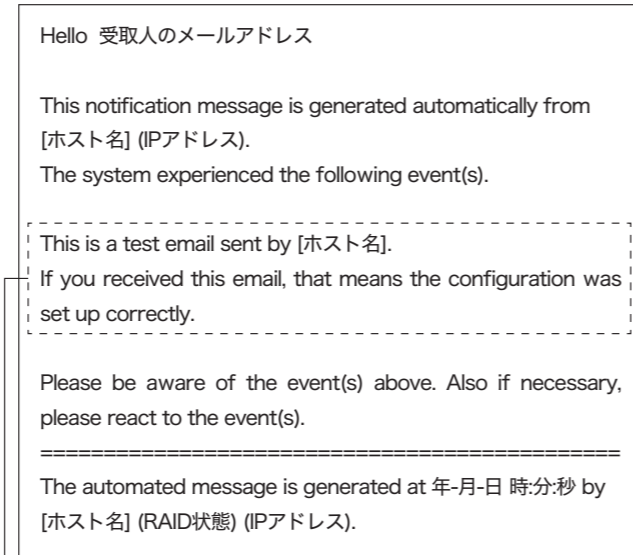 Hello 受取人のメールアドレス
This notification message is generated automatically from
[ホスト名] (IPアドレス).
The system experienced the following event(s).
This is a test email sent by [ホスト名].
If you received this email, that means the configuration was
set up correctly.
Please be aware of the event(s) above. Also if necessary,
please react to the event(s).
================================================
The automated message is generated at 年-月-日 時:分:秒 by
[ホスト名] (RAID状態) (IPアドレス).